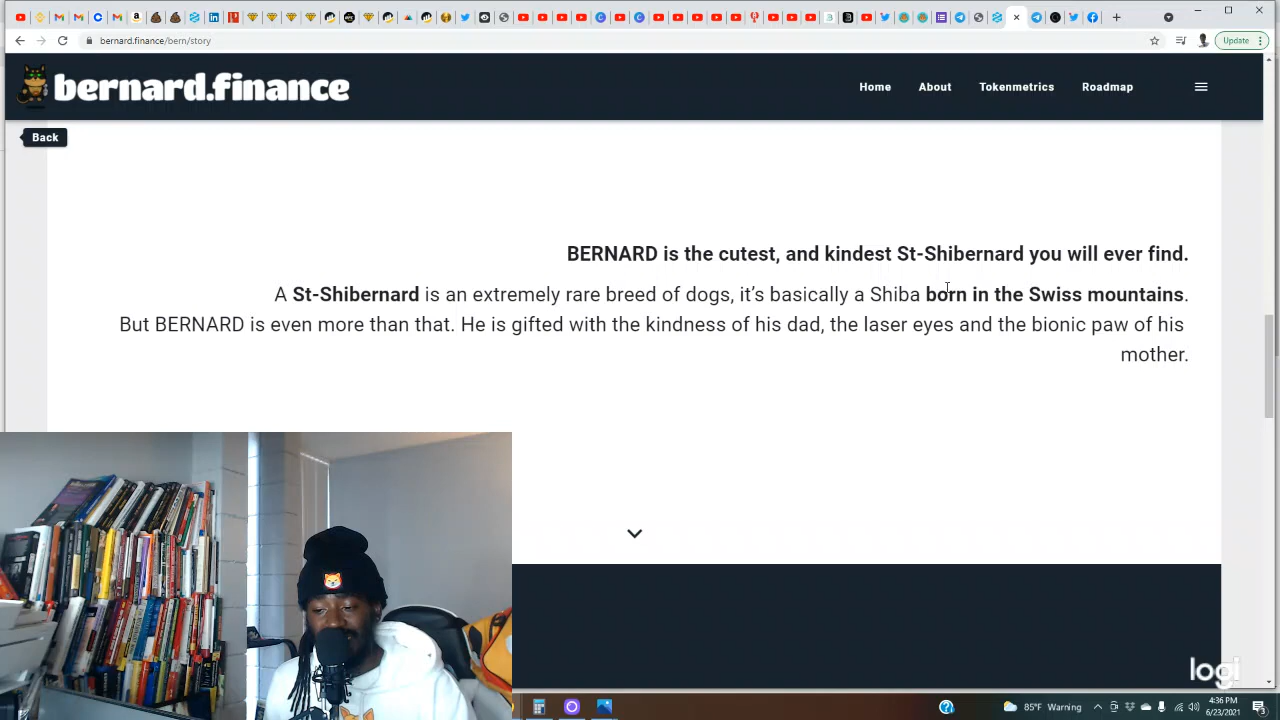 bernard.finance/bern/story
Update
bernard.finance
Home
About
Tokenmetrics
Roadmap
Back
BERNARD is the cutest, and kindest St-Shibernard you will ever find.
A St-Shibernard is an extremely rare breed of dogs, it's basically a Shiba born in the Swiss mountains.
But BERNARD is even more than that. He is gifted with the kindness of his dad, the laser eyes and the bionic paw of his
mother.
logi
85°F Warning
4:36 PM
6/23/2021